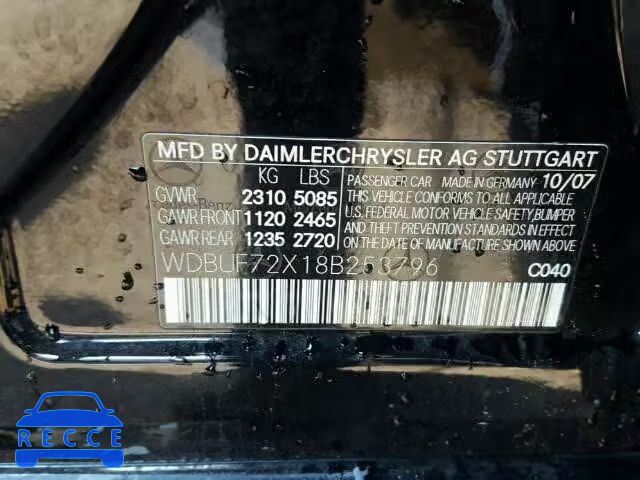 MFD BY DAIMLERCHRYSLER AG STUTTGART
KG LBS
GVWR 2310 5085
GAWR FRONT 1120 2465
GAWR REAR 1235 2720
PASSENGER CAR MADE IN GERMANY 10/07
THIS VEHICLE CONFORMS TO ALL APPLICABLE
U.S. FEDERAL MOTOR VEHICLE SAFETY, BUMPER
AND THEFT PREVENTION STANDARDS IN EFFECT
ON THE DATE OF MANUFACTURE SHOWN ABOVE.
WDBUF72X18B253796
C040
RECCE